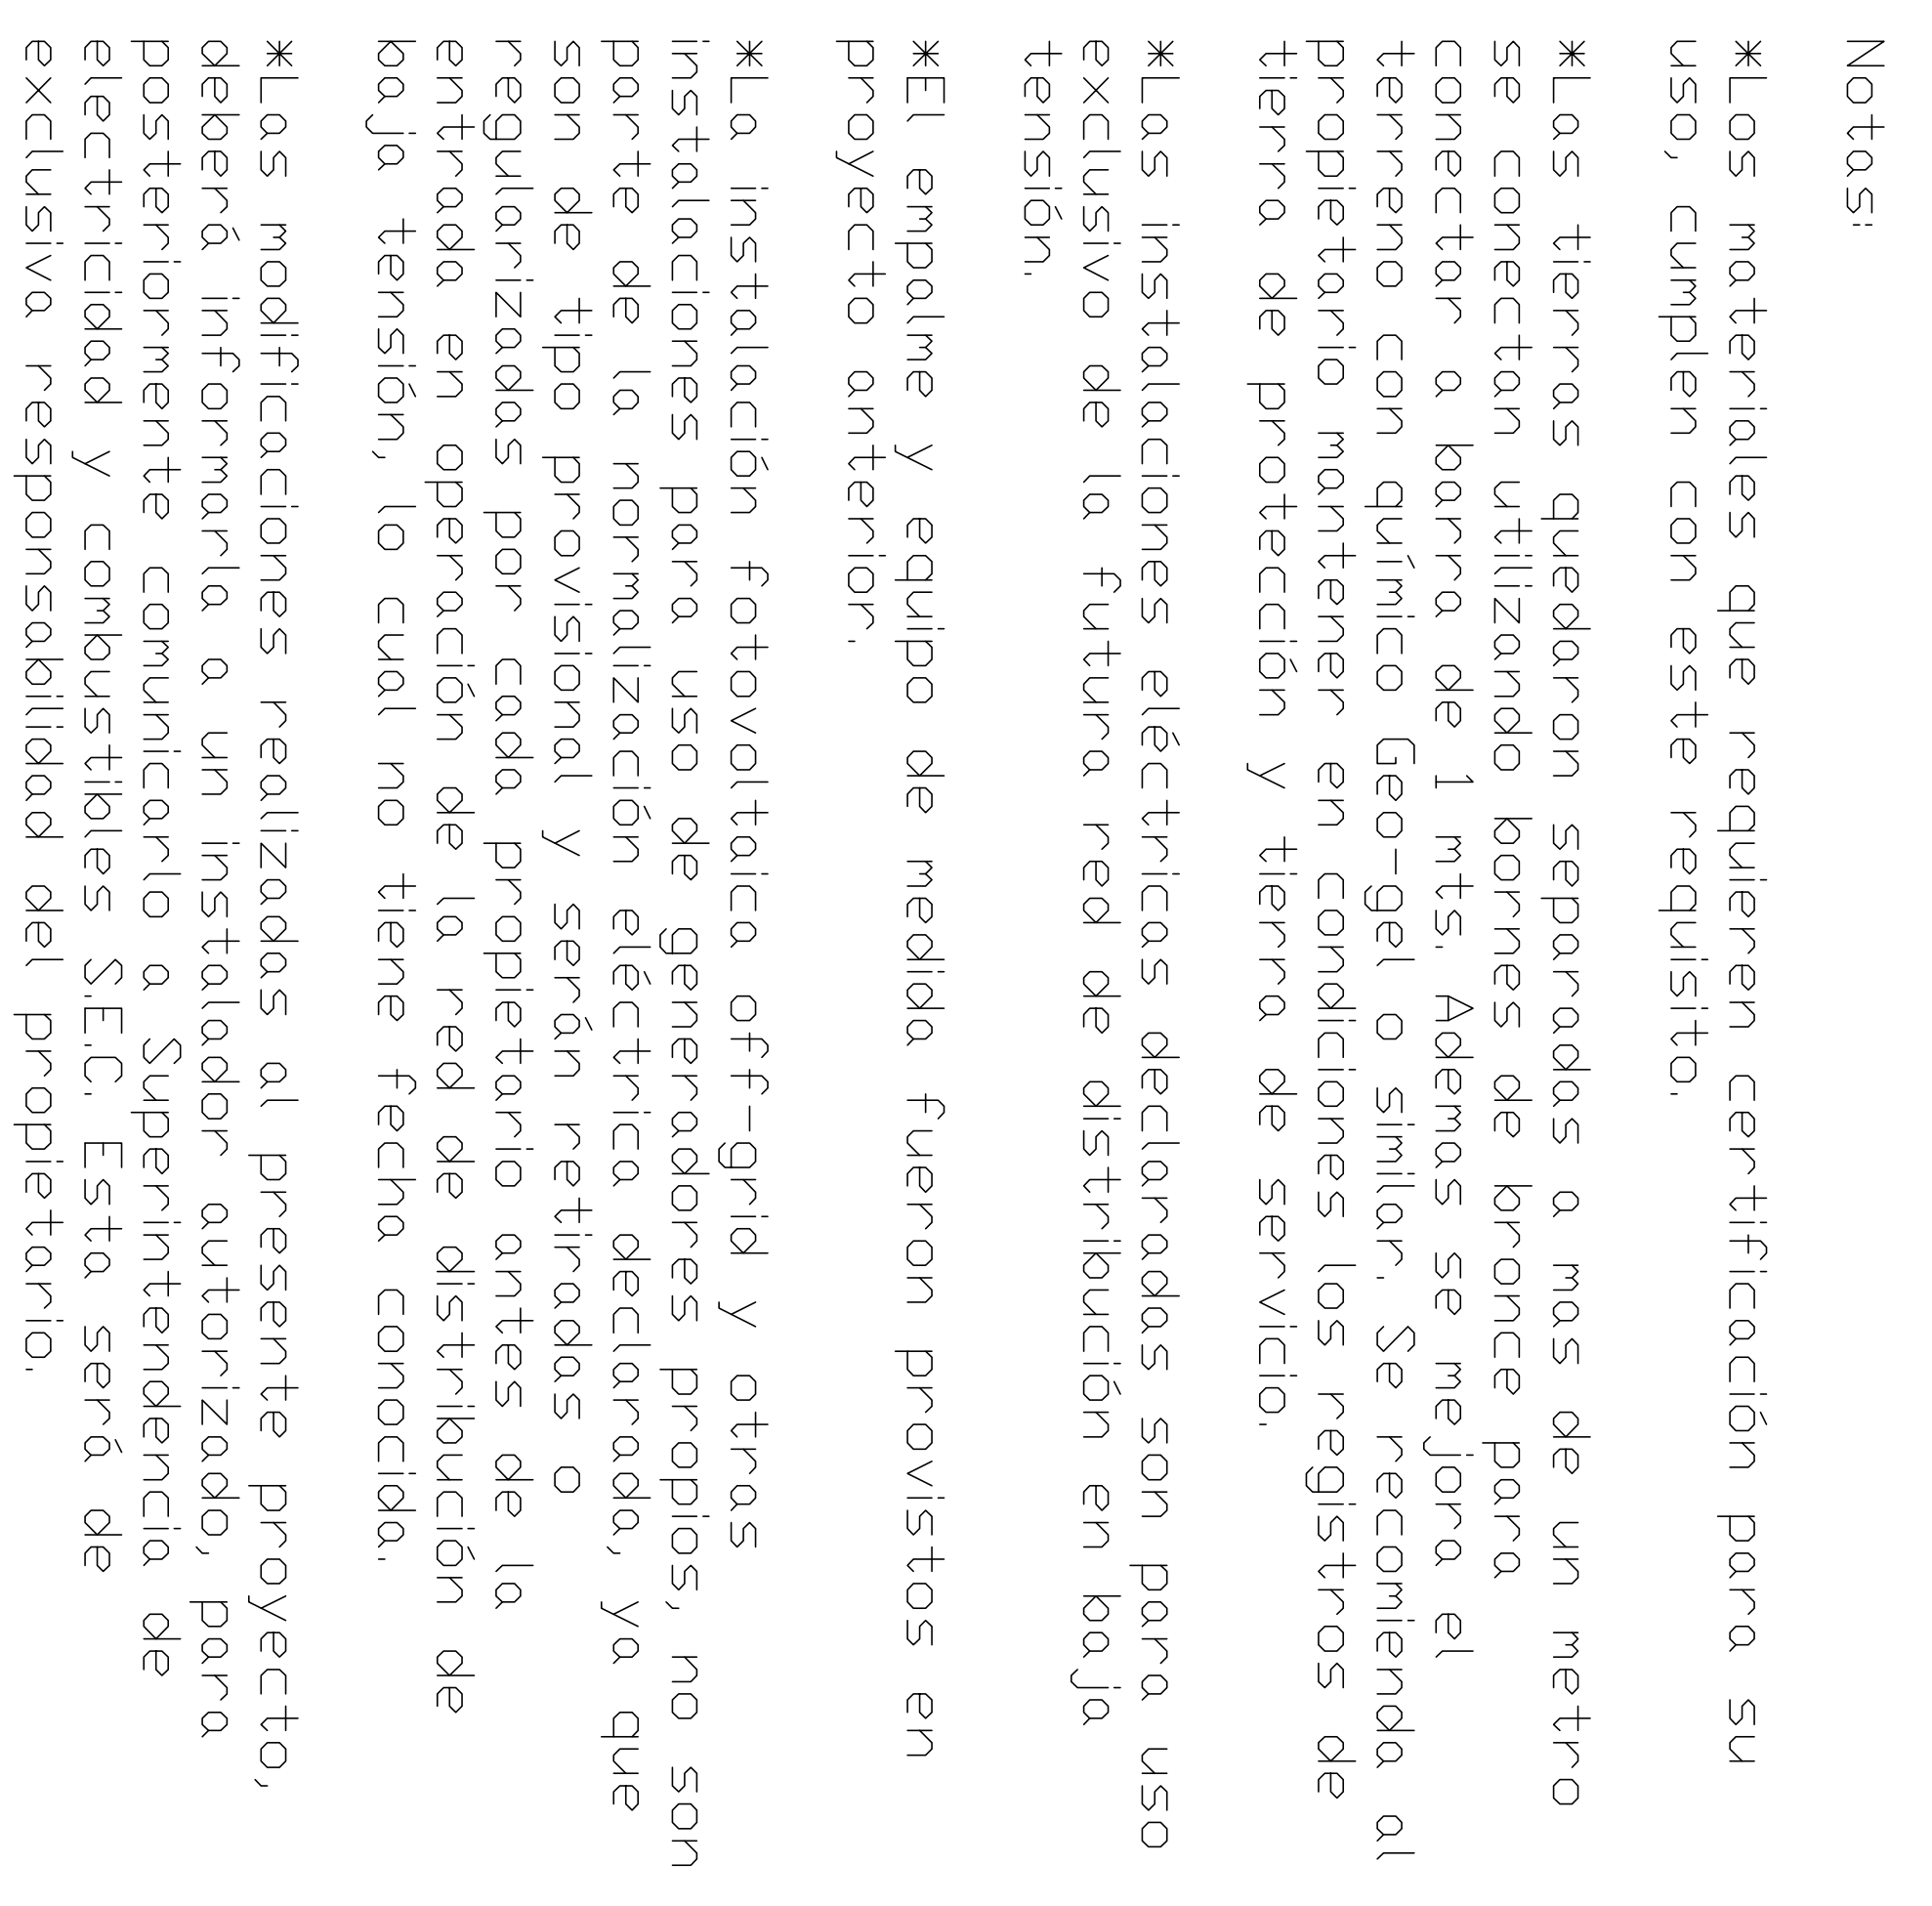 Notas:
*Los materiales que requieren certificación para su
uso, cumplen con este requisito.
*Las tierras quedaron separadas a mas de un metro
se conectan utilizando bornes de bronce para
conectar a barra de 1 mts. Ademas se mejora el
terreno con químico Geo-gel o similar. Se recomienda al
propietario mantener en condiciones los registros de
tierra de protección y tierra de servicio.
*Las instalaciones eléctricas declaradas son para uso
exclusivo de la futura red de distribución en baja
tensión.
*El empalme y equipo de medida fueron provistos en
proyecto anterior.
*La instalación fotovoltaica off-grid y otras
instalaciones para uso de generadores propios, no son
parte de la normalización eléctrica declarada, ya que
son de tipo provisional y serán retiradas o
regularizadas por cada propietario antes de la
entrada en operación de la red de distribución de
baja tensión, lo cual no tiene fecha conocida.
*Las modificaciones realizadas al presente proyecto,
deberá informarla a un instalador autorizado, para
posteriormente comunicarlo a Superintendencia de
electricidad y combustibles S.E.C. Esto será de
exclusiva responsabilidad del propietario.